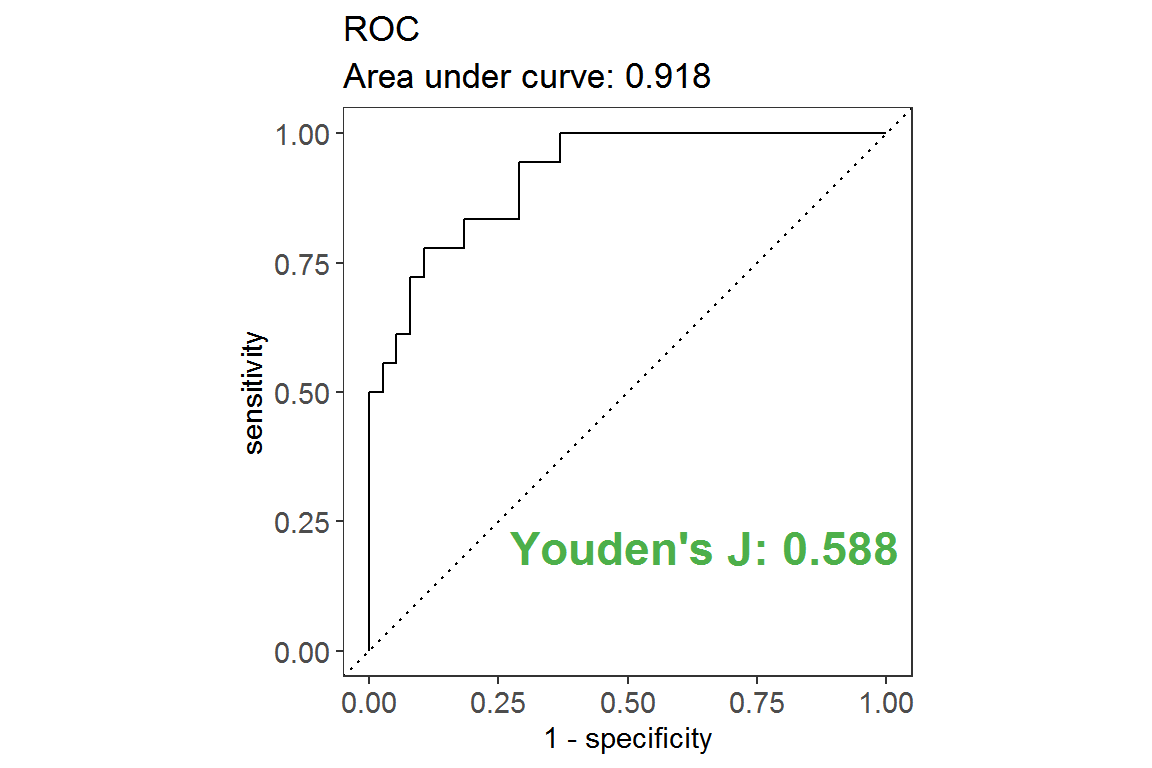 ROC
Area under curve: 0.918
1.00
0.75
0.50
0.25
0.00
sensitivity
Youden's J: 0.588
0.00 0.25 0.50 0.75 1.00
1 - specificity